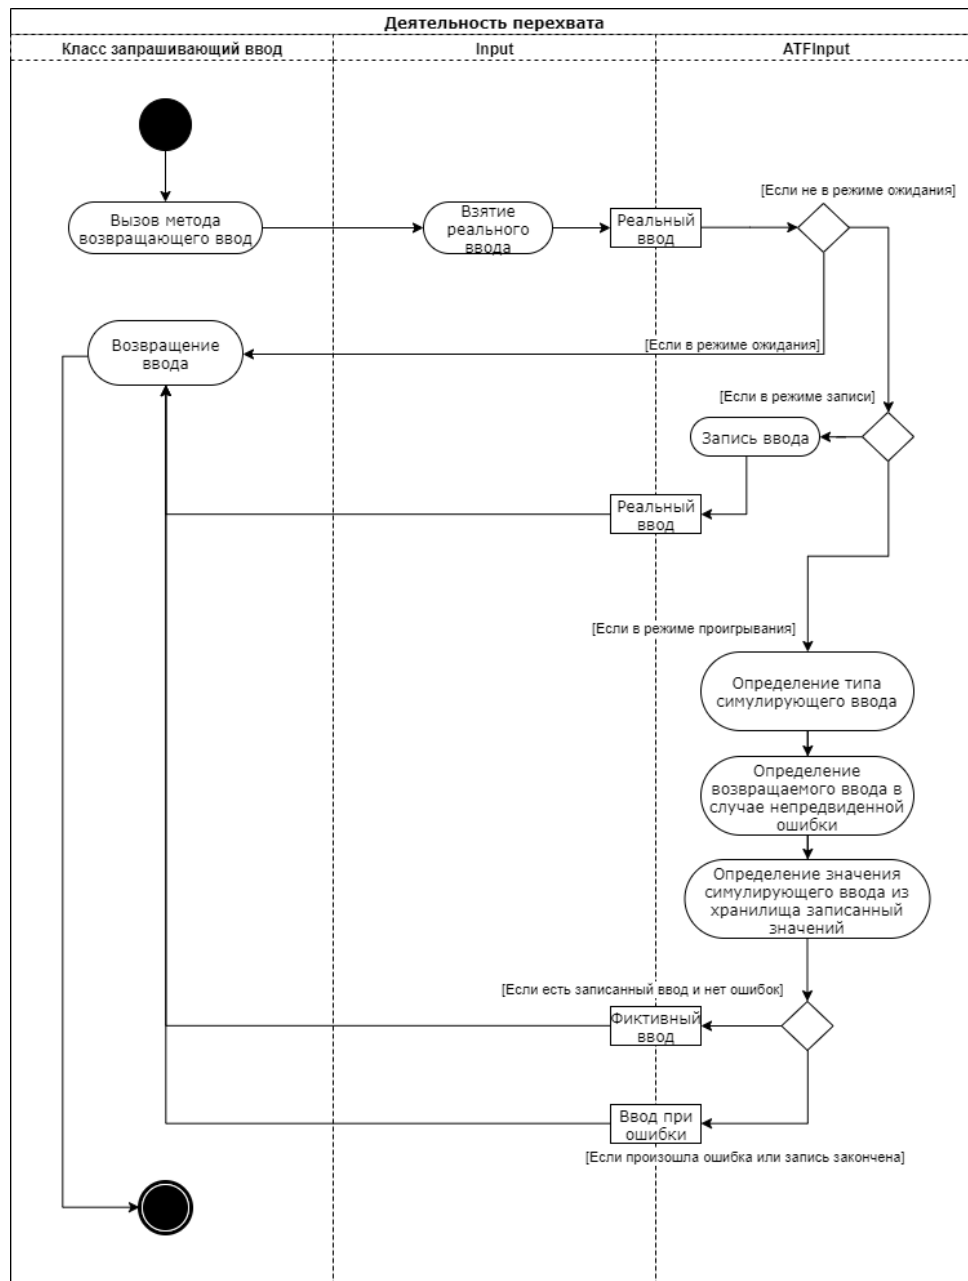 Деятельность перехвата
Класс запрашивающий ввод
Input
ATFInput
[Если не в режиме ожидания]
Вызов метода
возвращающего ввод
Взятие
реального
ввода
Реальный
ввод
Возвращение
ввода
[Если в режиме ожидания]
[Если в режиме записи]
Запись ввода
Реальный
ввод
[Если в режиме проигрывания]
Определение типа
симулирующего ввода
Определение
возвращаемого ввода в
случае непредвиденной
ошибки
Определение значения
симулирующего ввода из
хранилища записанный
значений
[Если есть записанный ввод и нет ошибок]
Фиктивный
ввод
Ввод при
ошибки
[Если произошла ошибка или запись закончена]